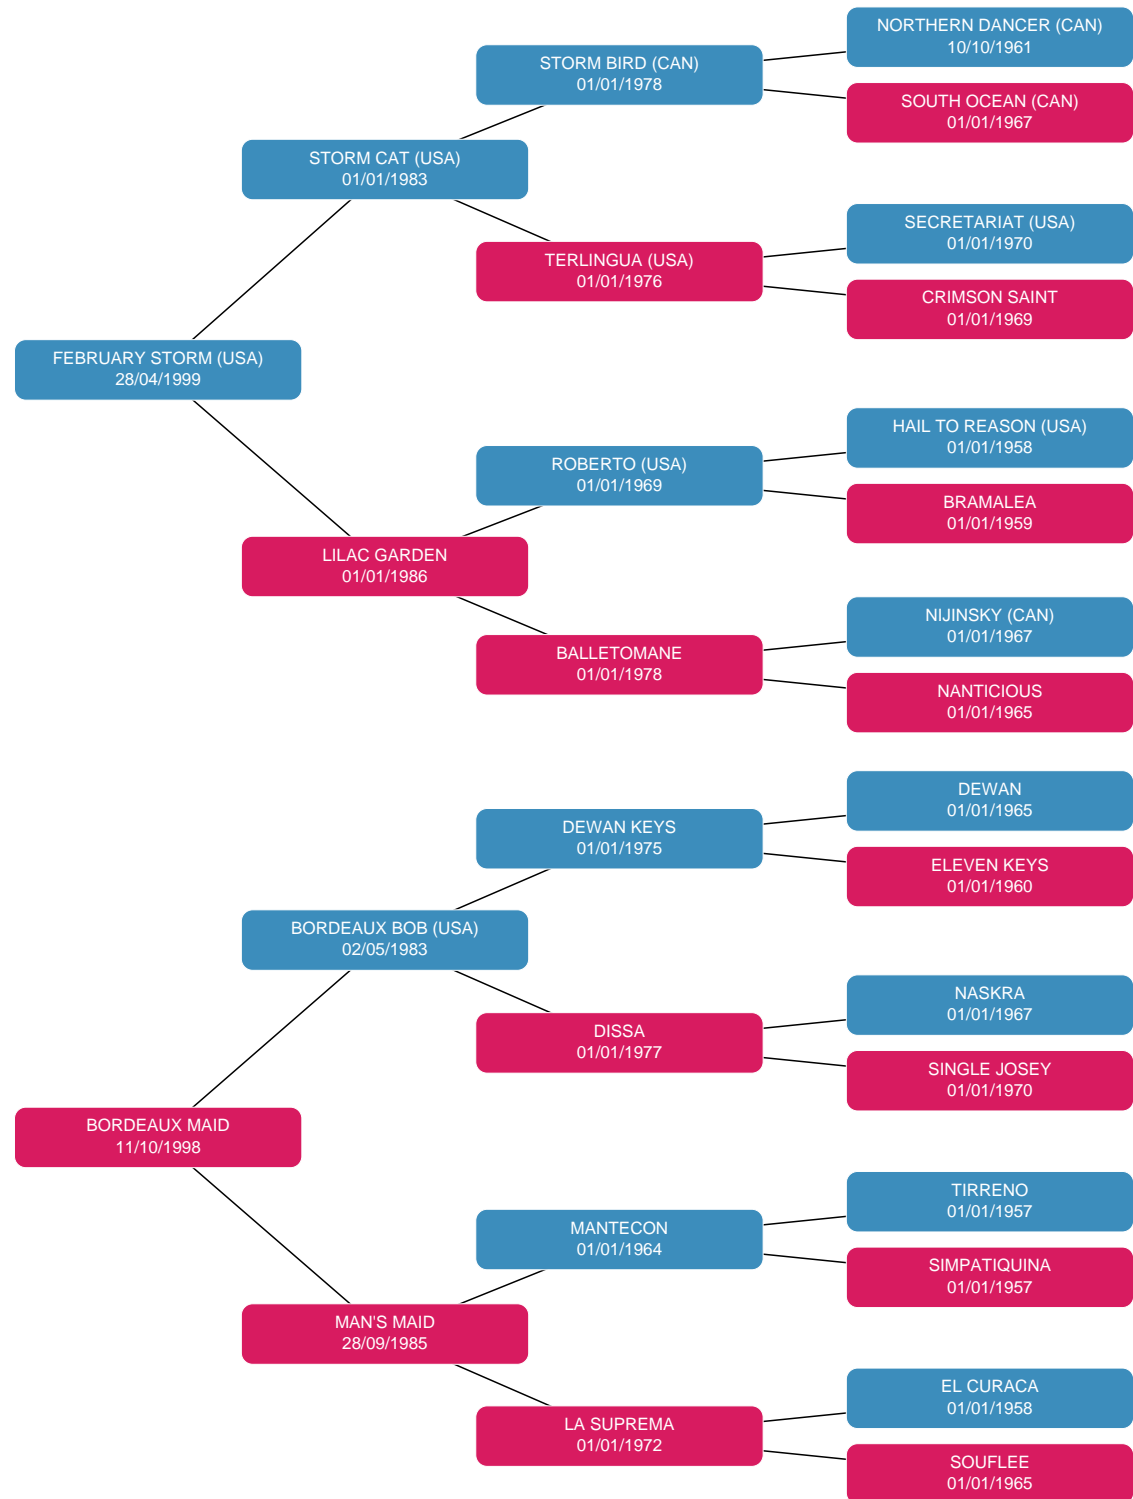 NORTHERN DANCER (CAN)
10/10/1961
STORM BIRD (CAN)
01/01/1978
SOUTH OCEAN (CAN)
01/01/1967
STORM CAT (USA)
01/01/1983
SECRETARIAT (USA)
01/01/1970
TERLINGUA (USA)
01/01/1976
CRIMSON SAINT
01/01/1969
FEBRUARY STORM (USA)
28/04/1999
HAIL TO REASON (USA)
01/01/1958
ROBERTO (USA)
01/01/1969
BRAMALEA
01/01/1959
LILAC GARDEN
01/01/1986
NIJINSKY (CAN)
01/01/1967
BALLETOMANE
01/01/1978
NANTICIOUS
01/01/1965
DEWAN
01/01/1965
DEWAN KEYS
01/01/1975
ELEVEN KEYS
01/01/1960
BORDEAUX BOB (USA)
02/05/1983
NASKRA
01/01/1967
DISSA
01/01/1977
SINGLE JOSEY
01/01/1970
BORDEAUX MAID
11/10/1998
TIRRENO
01/01/1957
MANTECON
01/01/1964
SIMPATIQUINA
01/01/1957
MAN'S MAID
28/09/1985
EL CURACA
01/01/1958
LA SUPREMA
01/01/1972
SOUFLEE
01/01/1965